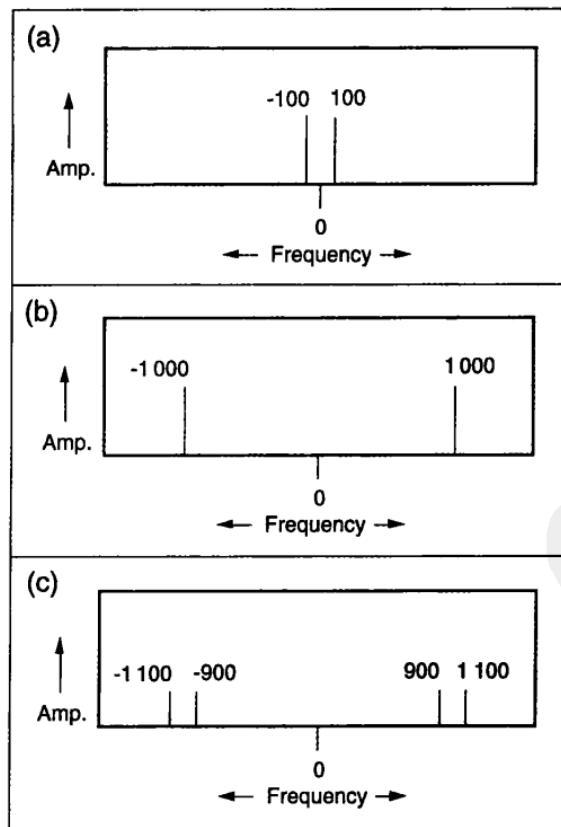 (a)
-100 100
Amp.
0
← Frequency →
(b)
-1 000 1 000
Amp.
0
← Frequency →
(c)
-1 100 -900 900 1 100
Amp.
0
← Frequency →